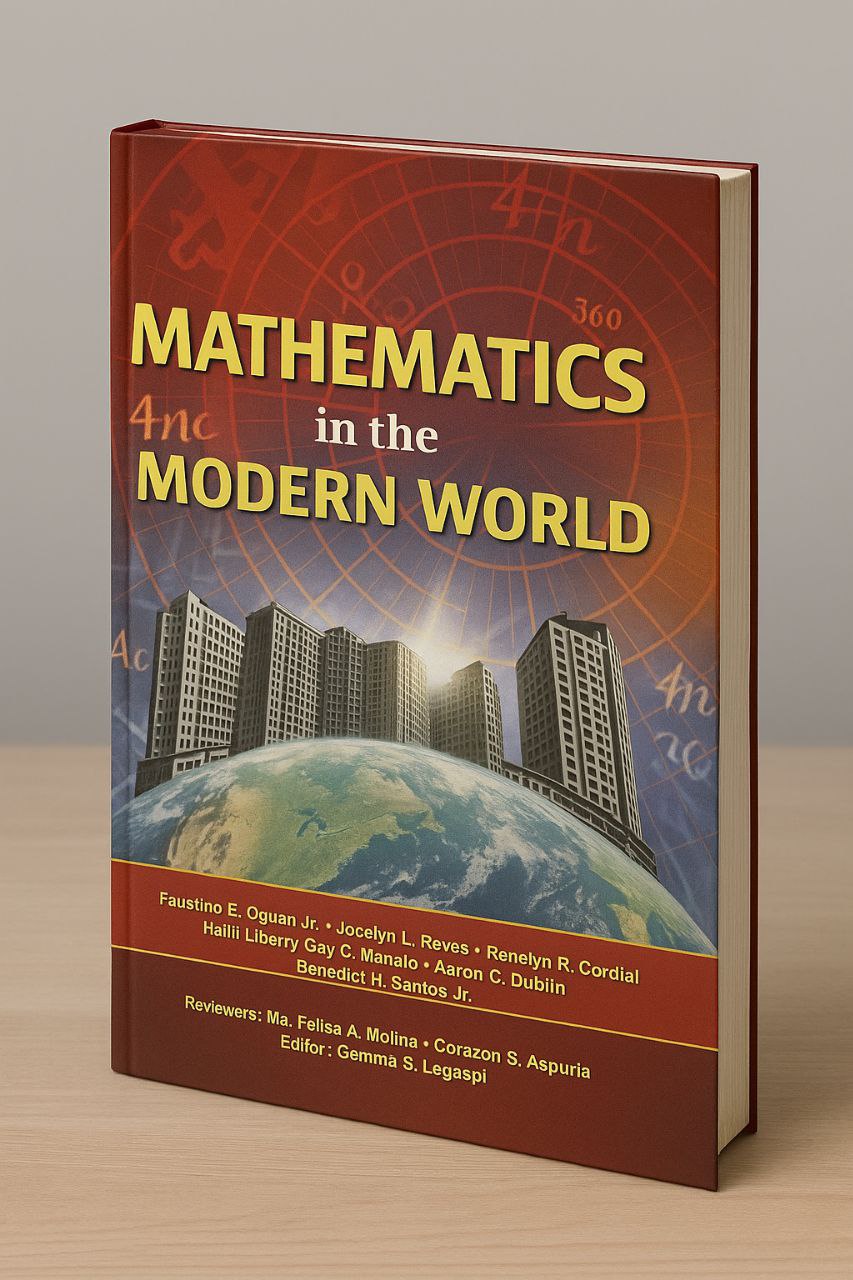 4+n
360
MATHEMATICS
4nc
in the
MODERN WORLD
Ac
4n
Faustino E. Oguan Jr. • Jocelyn L. Reves • Renelyn R. Cordial
Hailii Liberry Gay C. Manalo • Aaron C. Dubiin
Benedict H. Santos Jr.
Reviewers: Ma. Felisa A. Molina • Corazon S. Aspuria
Edifor: Gemma S. Legaspi